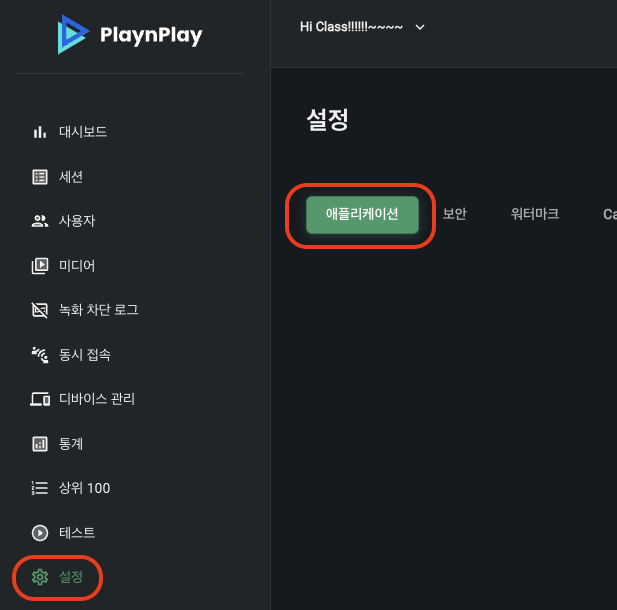 PlaynPlay
Hi Class!!!!!!~~~~
대시보드
세션
사용자
미디어
녹화 차단 로그
동시 접속
디바이스 관리
통계
상위 100
테스트
설정
설정
애플리케이션
보안
워터마크
Ca